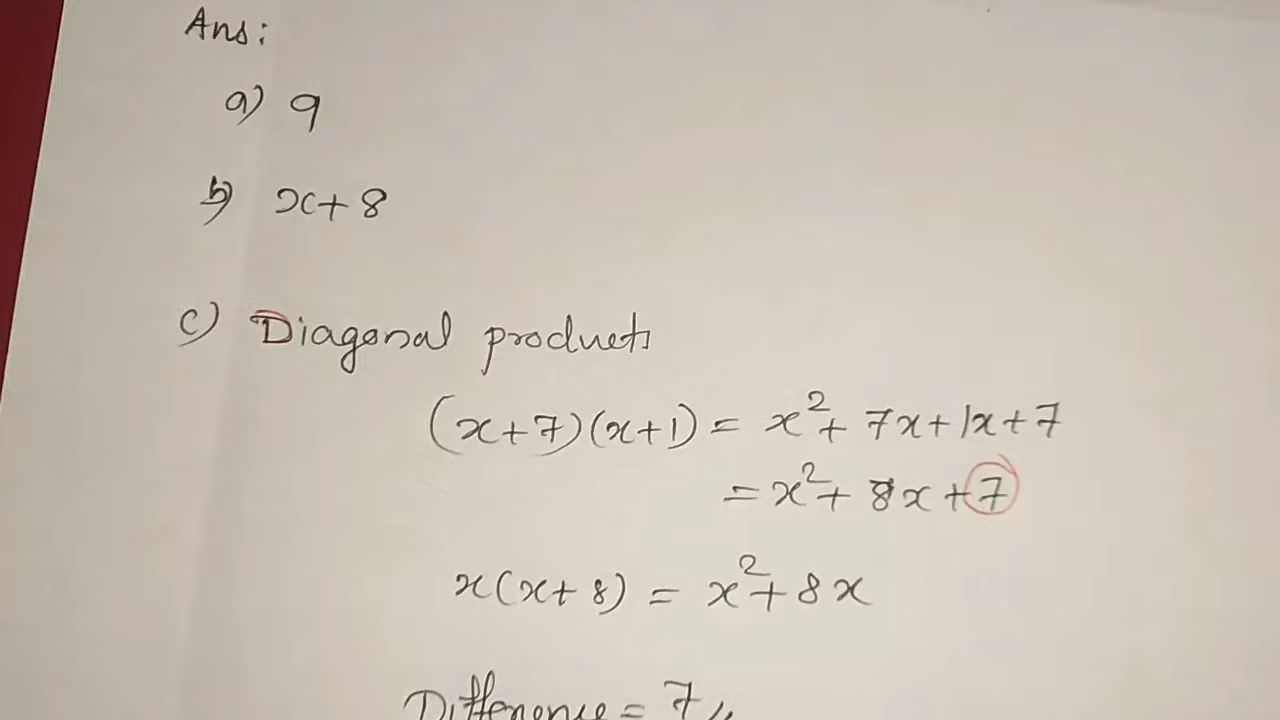 Ans:
a) 9
b) x+8
c) Diagonal products
(x+7)(x+1) = x²+ 7x+1x+7
= x²+ 8x+7
x(x+8) = x²+8x
Difference = 7,,